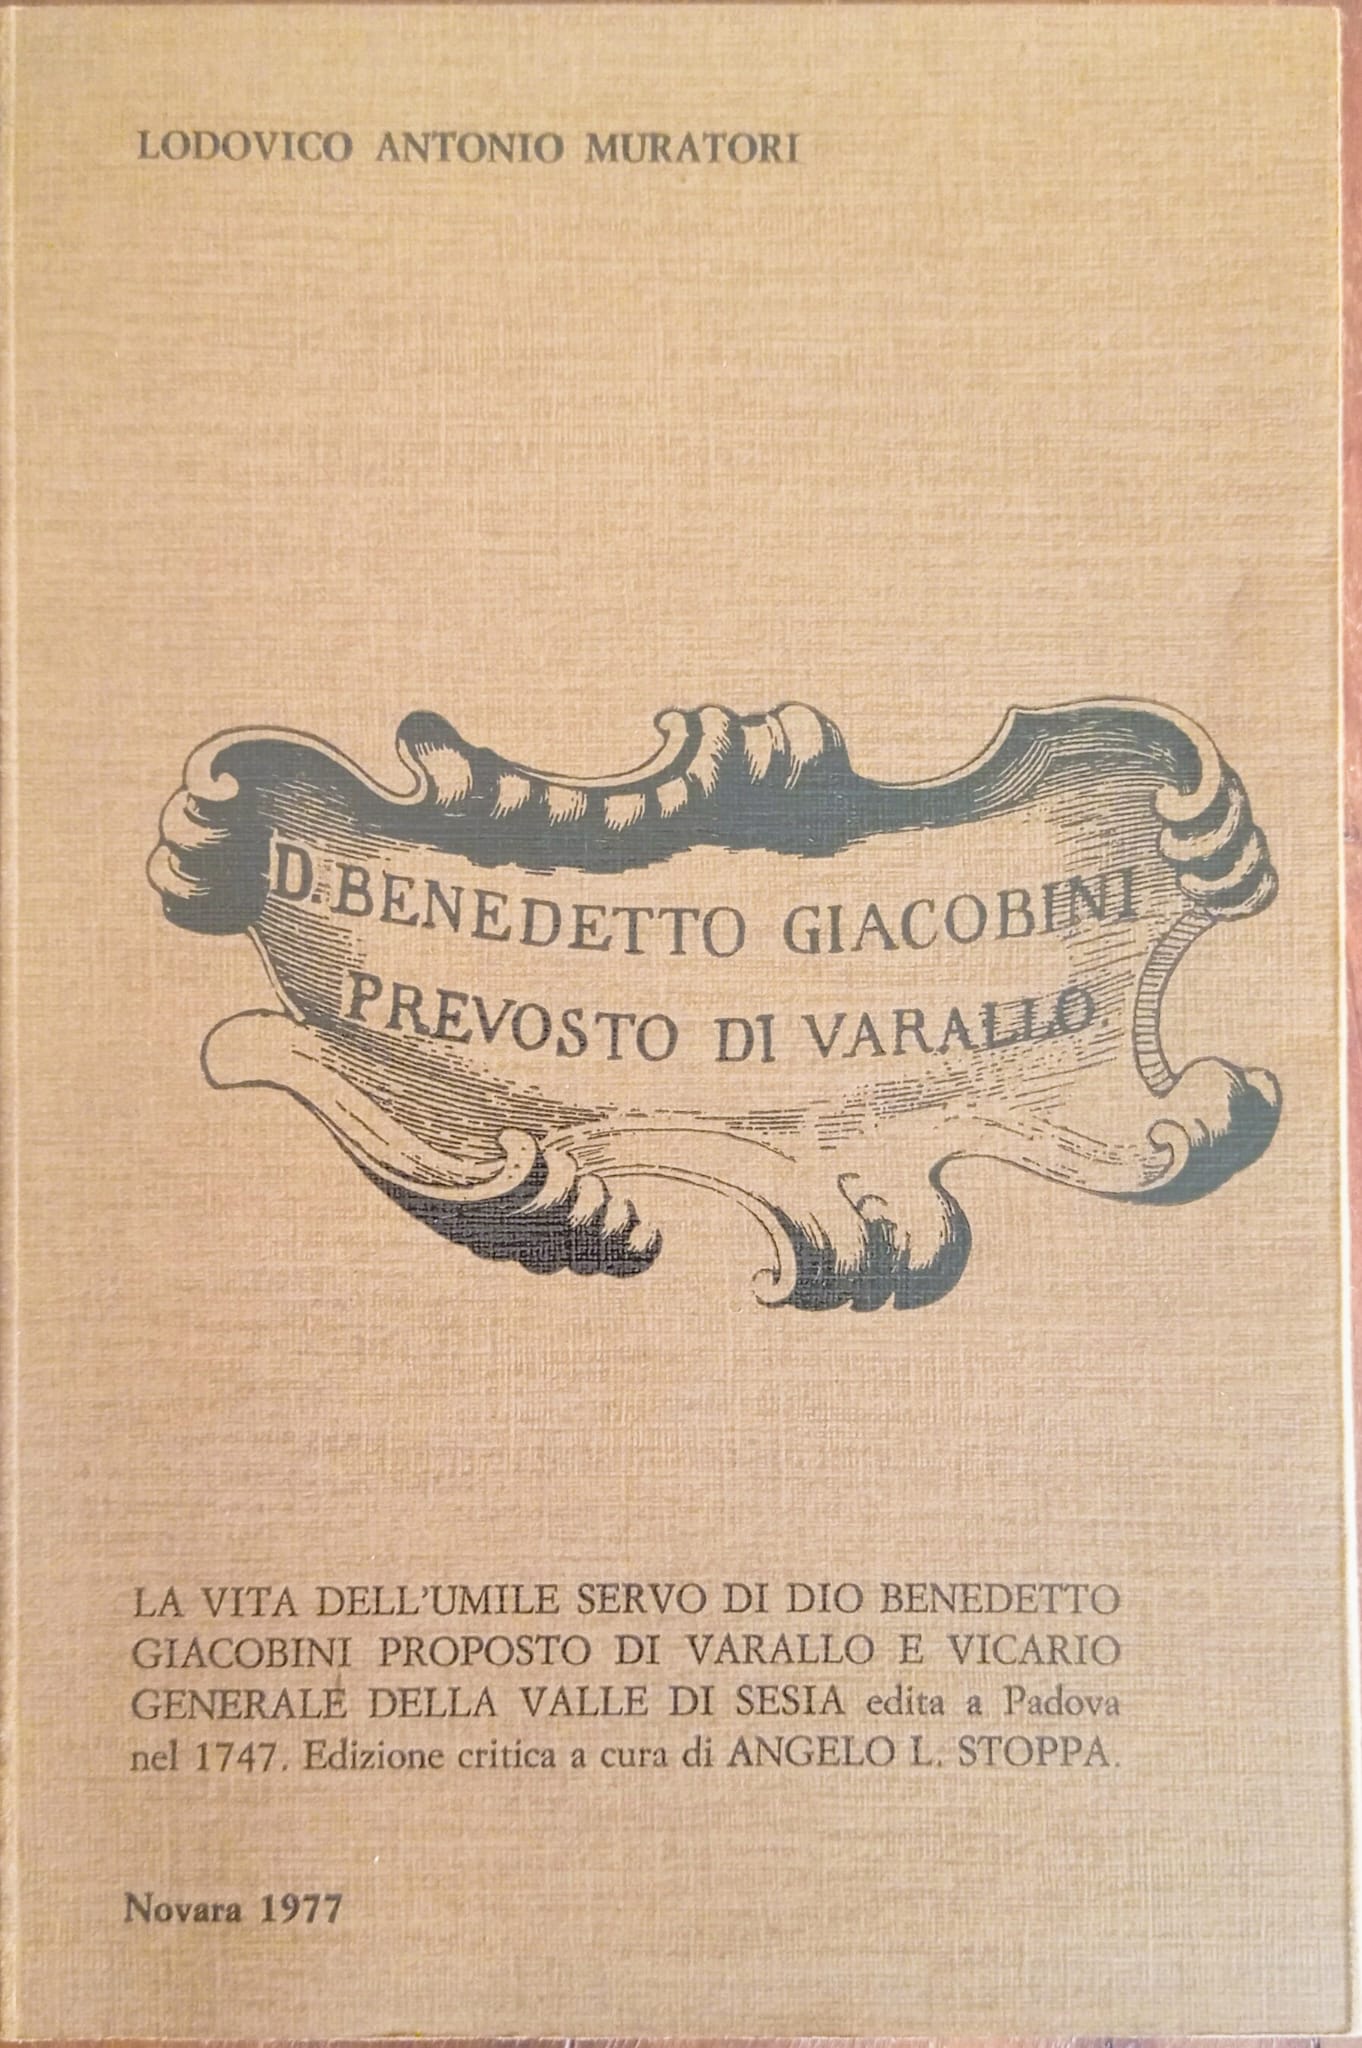 LODOVICO ANTONIO MURATORI
D. BENEDETTO GIACOBINI
PREVOSTO DI VARALLO.
LA VITA DELL'UMILE SERVO DI DIO BENEDETTO
GIACOBINI PROPOSTO DI VARALLO E VICARIO
GENERALE DELLA VALLE DI SESIA edita a Padova
nel 1747. Edizione critica a cura di ANGELO L. STOPPA.
Novara 1977